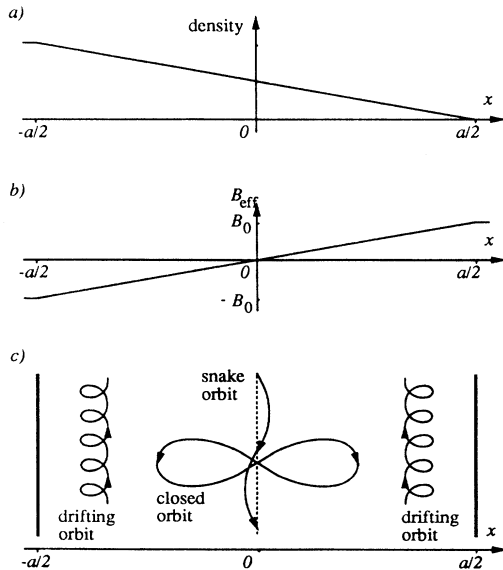 a)
density
x
-a/2
0
a/2
b)
B_eff
B_0
x
-a/2
0
a/2
- B_0
c)
snake
orbit
closed
orbit
drifting
orbit
drifting
orbit
x
-a/2
0
a/2